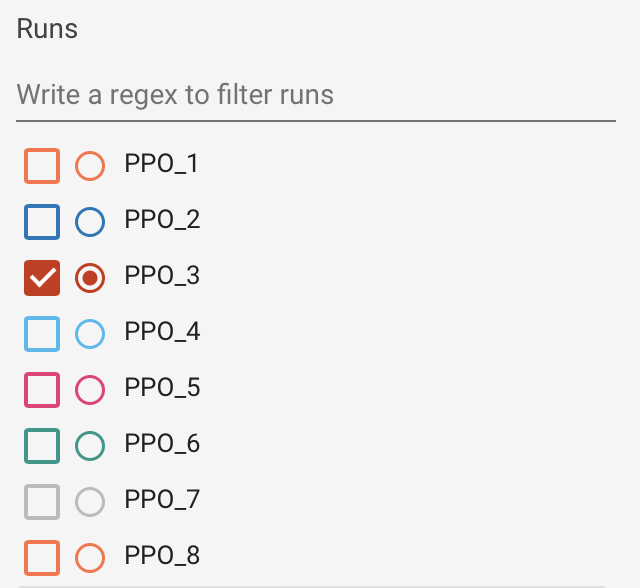 Runs
Write a regex to filter runs
PPO_1
PPO_2
PPO_3
PPO_4
PPO_5
PPO_6
PPO_7
PPO_8